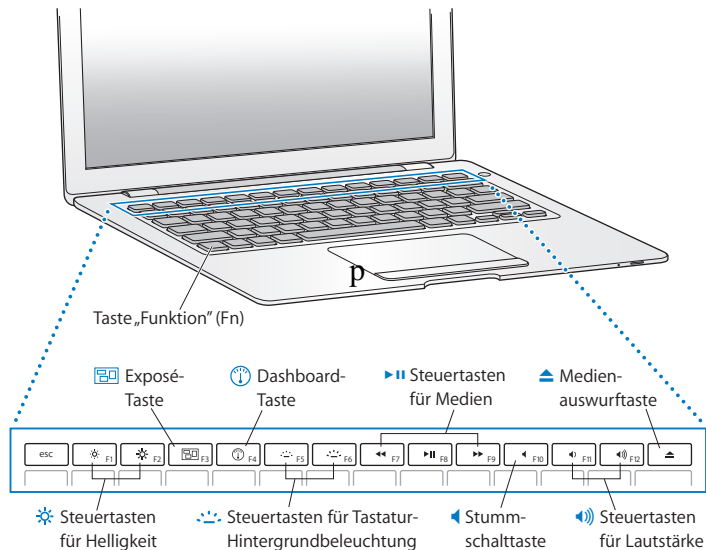 p
Taste „Funktion" (Fn)
Exposé-
Taste
Dashboard-
Taste
Steuertasten
für Medien
Medien-
auswurftaste
esc F1 F2 F3 F4 F5 F6 F7 F8 F9 F10 F11 F12
Steuertasten
für Helligkeit
Steuertasten für Tastatur-
Hintergrundbeleuchtung
Stumm-
schalttaste
Steuertasten
für Lautstärke